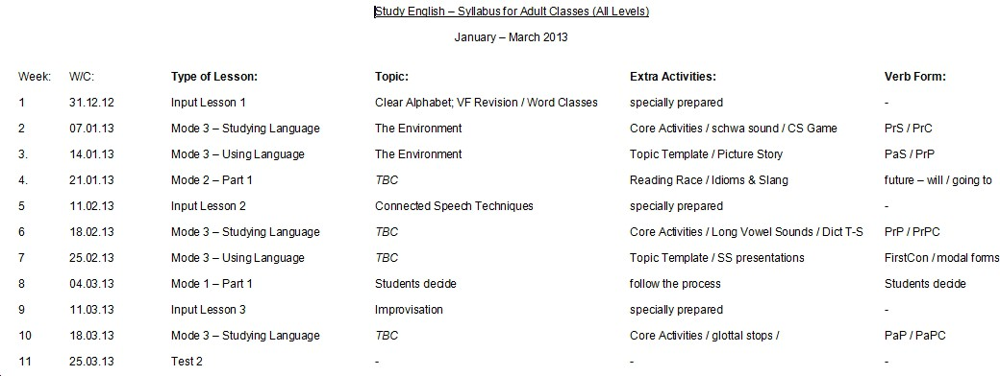 Study English – Syllabus for Adult Classes (All Levels)
January – March 2013
Week: W/C: Type of Lesson: Topic: Extra Activities: Verb Form:
1 31.12.12 Input Lesson 1 Clear Alphabet; VF Revision / Word Classes specially prepared -
2 07.01.13 Mode 3 – Studying Language The Environment Core Activities / schwa sound / CS Game PrS / PrC
3. 14.01.13 Mode 3 – Using Language The Environment Topic Template / Picture Story PaS / PrP
4. 21.01.13 Mode 2 – Part 1 TBC Reading Race / Idioms & Slang future – will / going to
5 11.02.13 Input Lesson 2 Connected Speech Techniques specially prepared -
6 18.02.13 Mode 3 – Studying Language TBC Core Activities / Long Vowel Sounds / Dict T-S PrP / PrPC
7 25.02.13 Mode 3 – Using Language TBC Topic Template / SS presentations FirstCon / modal forms
8 04.03.13 Mode 1 – Part 1 Students decide follow the process Students decide
9 11.03.13 Input Lesson 3 Improvisation specially prepared -
10 18.03.13 Mode 3 – Studying Language TBC Core Activities / glottal stops / PaP / PaPC
11 25.03.13 Test 2 - - -